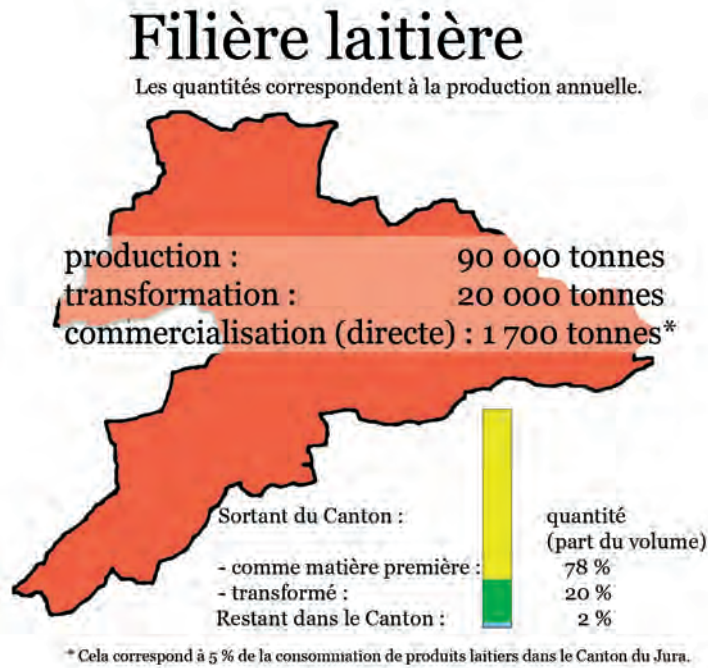 Filière laitière
Les quantités correspondent à la production annuelle.
production : 90 000 tonnes
transformation : 20 000 tonnes
commercialisation (directe) : 1 700 tonnes*
Sortant du Canton : quantité
(part du volume)
- comme matière première : 78 %
- transformé : 20 %
Restant dans le Canton : 2 %
* Cela correspond à 5 % de la consommation de produits laitiers dans le Canton du Jura.